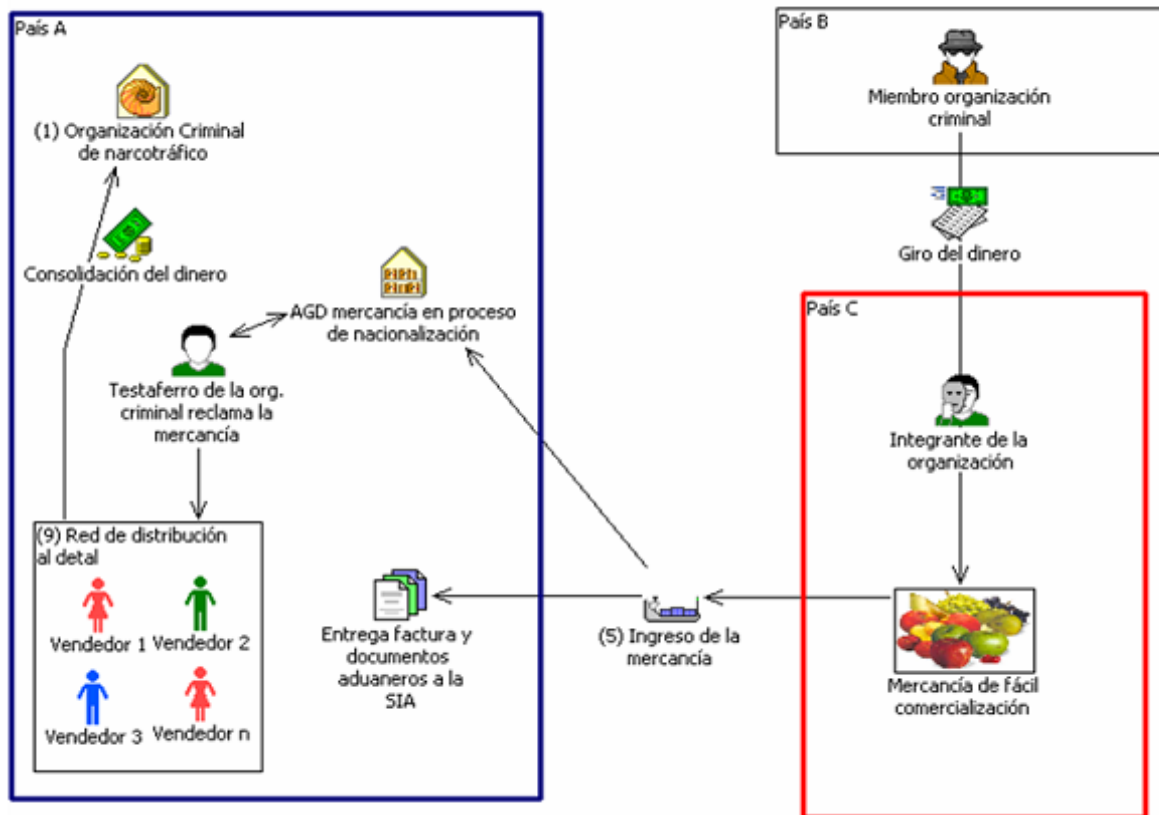 País A
(1) Organización Criminal
de narcotráfico
Consolidación del dinero
AGD mercancía en proceso
de nacionalización
Testaferro de la org.
criminal reclama la
mercancía
(9) Red de distribución
al detal
Vendedor 1
Vendedor 2
Vendedor 3
Vendedor n
Entrega factura y
documentos
aduaneros a la
SIA
(5) Ingreso de la
mercancía
País B
Miembro organización
criminal
Giro del dinero
País C
Integrante de la
organización
Mercancía de fácil
comercialización